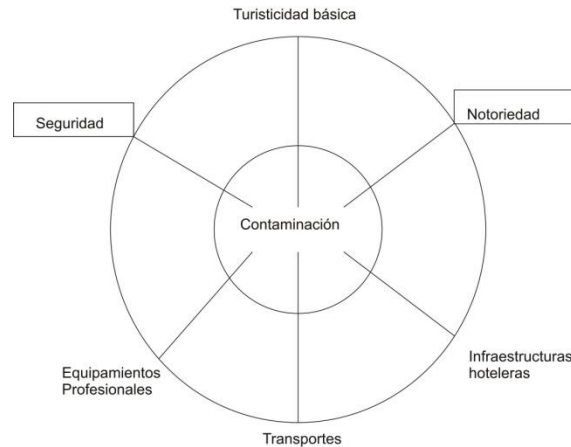 Turisticidad básica
Seguridad
Notoriedad
Contaminación
Equipamientos
Profesionales
Infraestructuras
hoteleras
Transportes